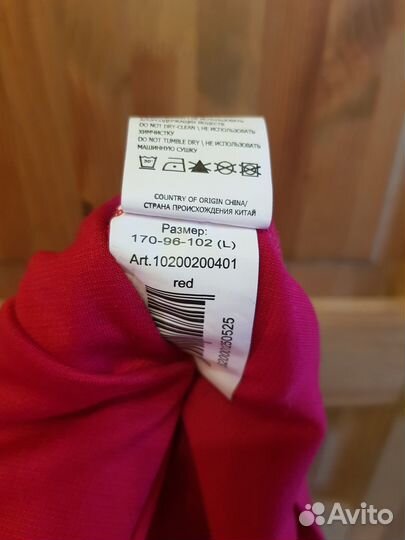 DO NOT DRY-CLEAN \ НЕ ИСПОЛЬЗОВАТЬ
ХИМЧИСТКУ
DO NOT TUMBLE DRY \ НЕ ИСПОЛЬЗОВАТЬ
МАШИННУЮ СУШКУ
COUNTRY OF ORIGIN CHINA/
СТРАНА ПРОИСХОЖДЕНИЯ КИТАЙ
Размер:
170-96-102 (L)
Art.10200200401
red
Avito